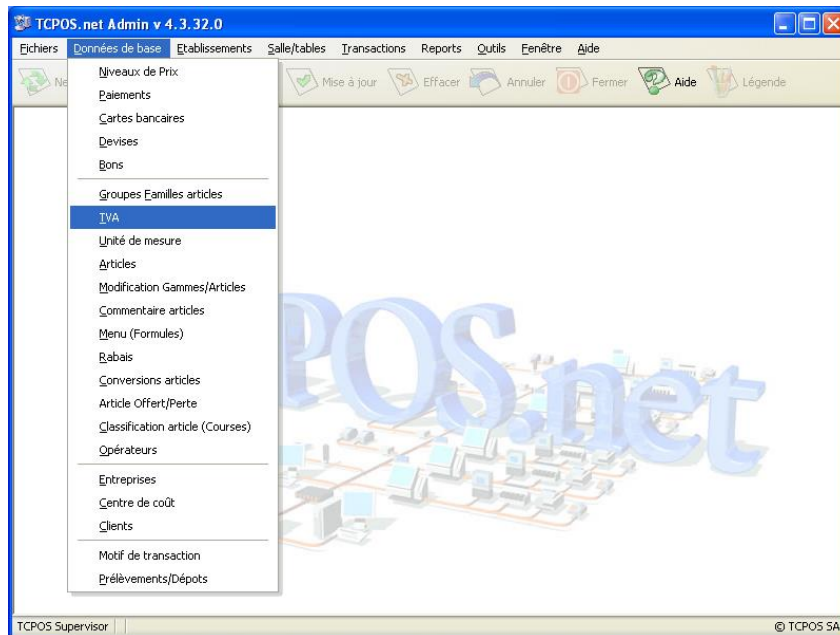 TCPOS.net Admin v 4.3.32.0
Fichiers Données de base Etablissements Salle/tables Transactions Reports Outils Fenêtre Aide
Ne Mise à jour Effacer Annuler Fermer Aide Légende
Niveaux de Prix
Paiements
Cartes bancaires
Devises
Bons
Groupes Familles articles
TVA
Unité de mesure
Articles
Modification Gammes/Articles
Commentaire articles
Menu (Formules)
Rabais
Conversions articles
Article Offert/Perte
Classification article (Courses)
Opérateurs
Entreprises
Centre de coût
Clients
Motif de transaction
Prélèvements/Dépots
POS.net
TCPOS Supervisor © TCPOS SA